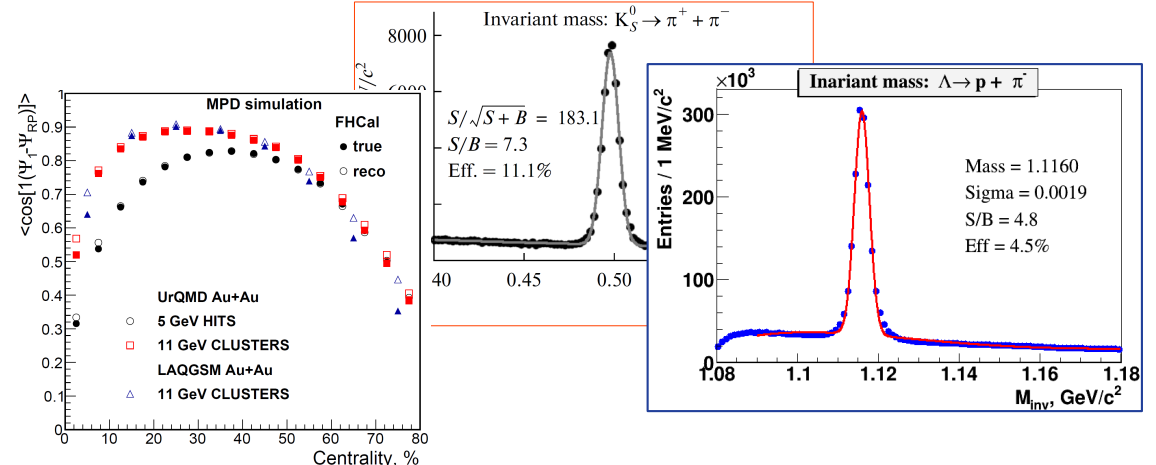 <cos[1(Ψ1-ΨRP)]>
1
0.9
0.8
0.7
0.6
0.5
0.4
0.3
0.2
0.1
0
MPD simulation
FHCal
true
reco
UrQMD Au+Au
5 GeV HITS
11 GeV CLUSTERS
LAQGSM Au+Au
11 GeV CLUSTERS
0 10 20 30 40 50 60 70 80
Centrality, %
Invariant mass: K_S^0 → π+ + π−
8000
/c²
S/√S + B = 183.1
S/B = 7.3
Eff. = 11.1%
40 0.45 0.50
Inariant mass: Λ→ p + π-
×10³
Entries / 1 MeV/c²
300
200
100
0
Mass = 1.1160
Sigma = 0.0019
S/B = 4.8
Eff = 4.5%
1.08 1.1 1.12 1.14 1.16 1.18
Minv, GeV/c²